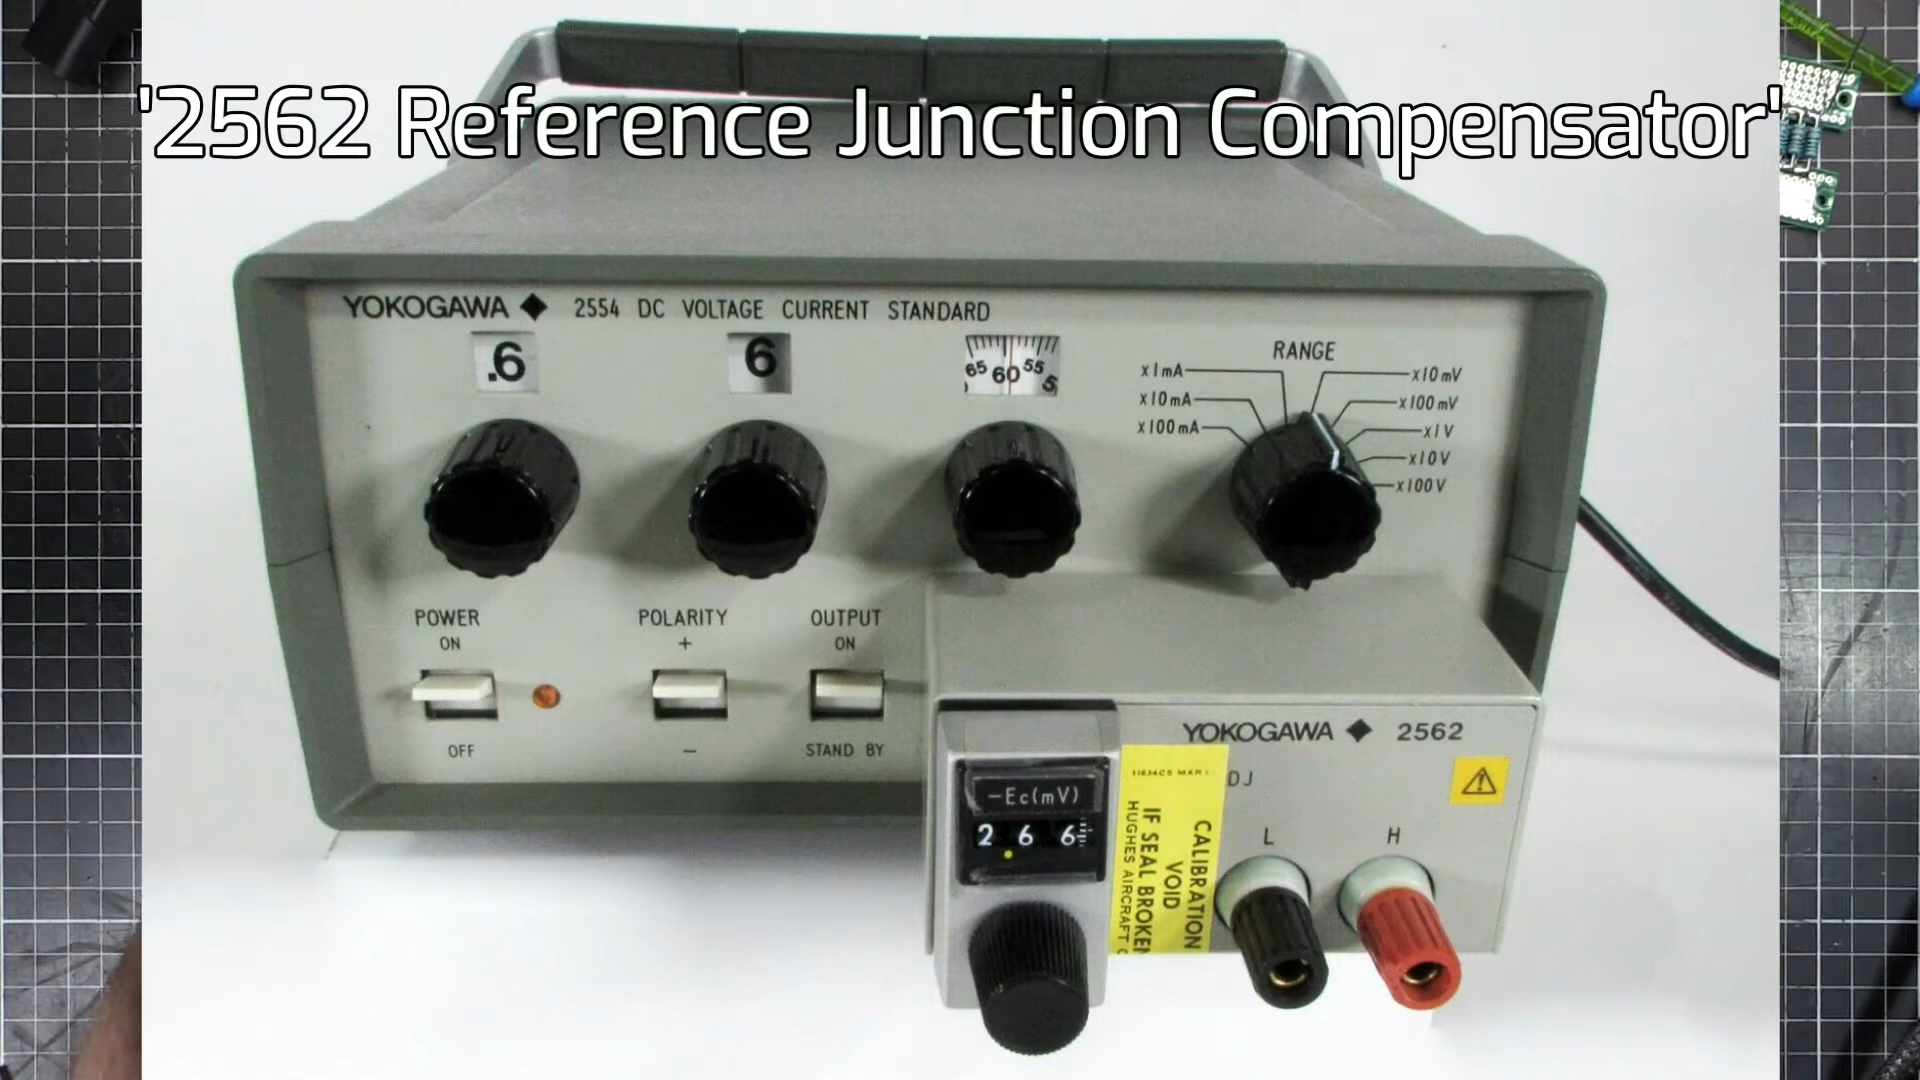 '2562 Reference Junction Compensator'
YOKOGAWA ◆ 2554 DC VOLTAGE CURRENT STANDARD
.6
6
65 60 55
RANGE
x1mA
x10mA
x100mA
x10mV
x100mV
x1V
x10V
x100V
POWER
ON
OFF
POLARITY
+
−
OUTPUT
ON
STAND BY
YOKOGAWA ◆ 2562
-Ec(mV)
2 6 6
DJ
L
H
CALIBRATION
VOID
IF SEAL BROKEN
HUGHES AIRCRAFT